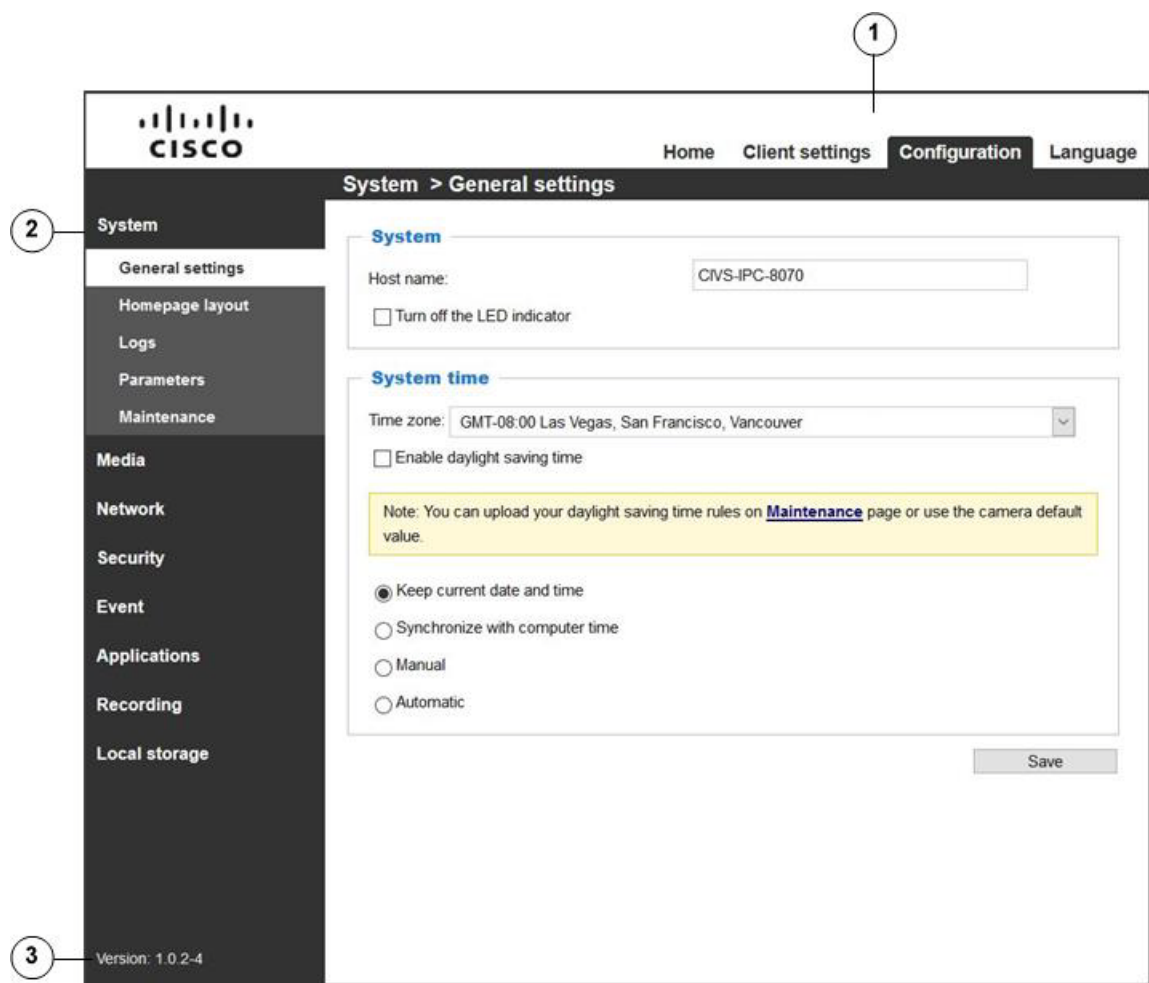 1
CISCO
Home Client settings Configuration Language
System > General settings
2
System
General settings
Homepage layout
Logs
Parameters
Maintenance
Media
Network
Security
Event
Applications
Recording
Local storage
3
Version: 1.0.2-4
System
Host name: CIVS-IPC-8070
Turn off the LED indicator
System time
Time zone: GMT-08:00 Las Vegas, San Francisco, Vancouver
Enable daylight saving time
Note: You can upload your daylight saving time rules on Maintenance page or use the camera default
value.
Keep current date and time
Synchronize with computer time
Manual
Automatic
Save